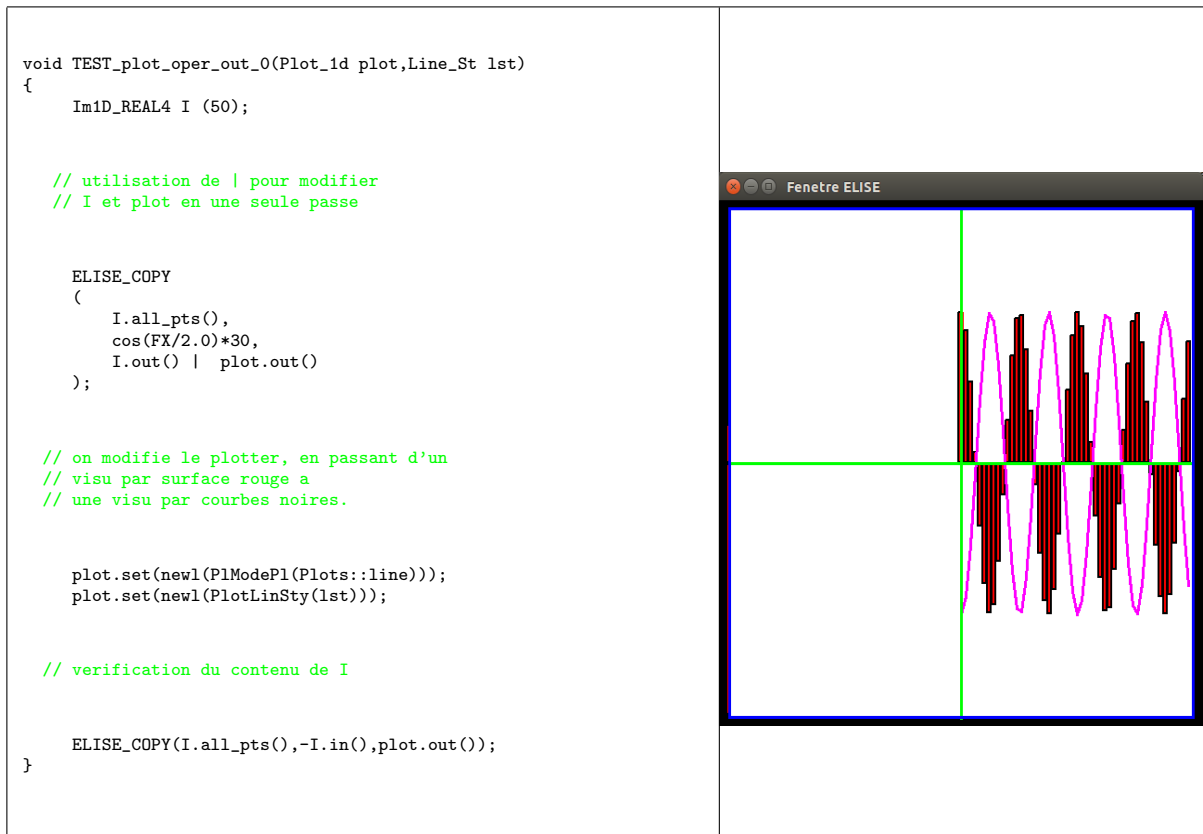 void TEST_plot_oper_out_0(Plot_1d plot,Line_St lst)
{
Im1D_REAL4 I (50);
// utilisation de | pour modifier
// I et plot en une seule passe
ELISE_COPY
(
I.all_pts(),
cos(FX/2.0)*30,
I.out() | plot.out()
);
// on modifie le plotter, en passant d'un
// visu par surface rouge a
// une visu par courbes noires.
plot.set(newl(PlModePl(Plots::line)));
plot.set(newl(PlotLinSty(lst)));
// verification du contenu de I
ELISE_COPY(I.all_pts(),-I.in(),plot.out());
}
Fenetre ELISE